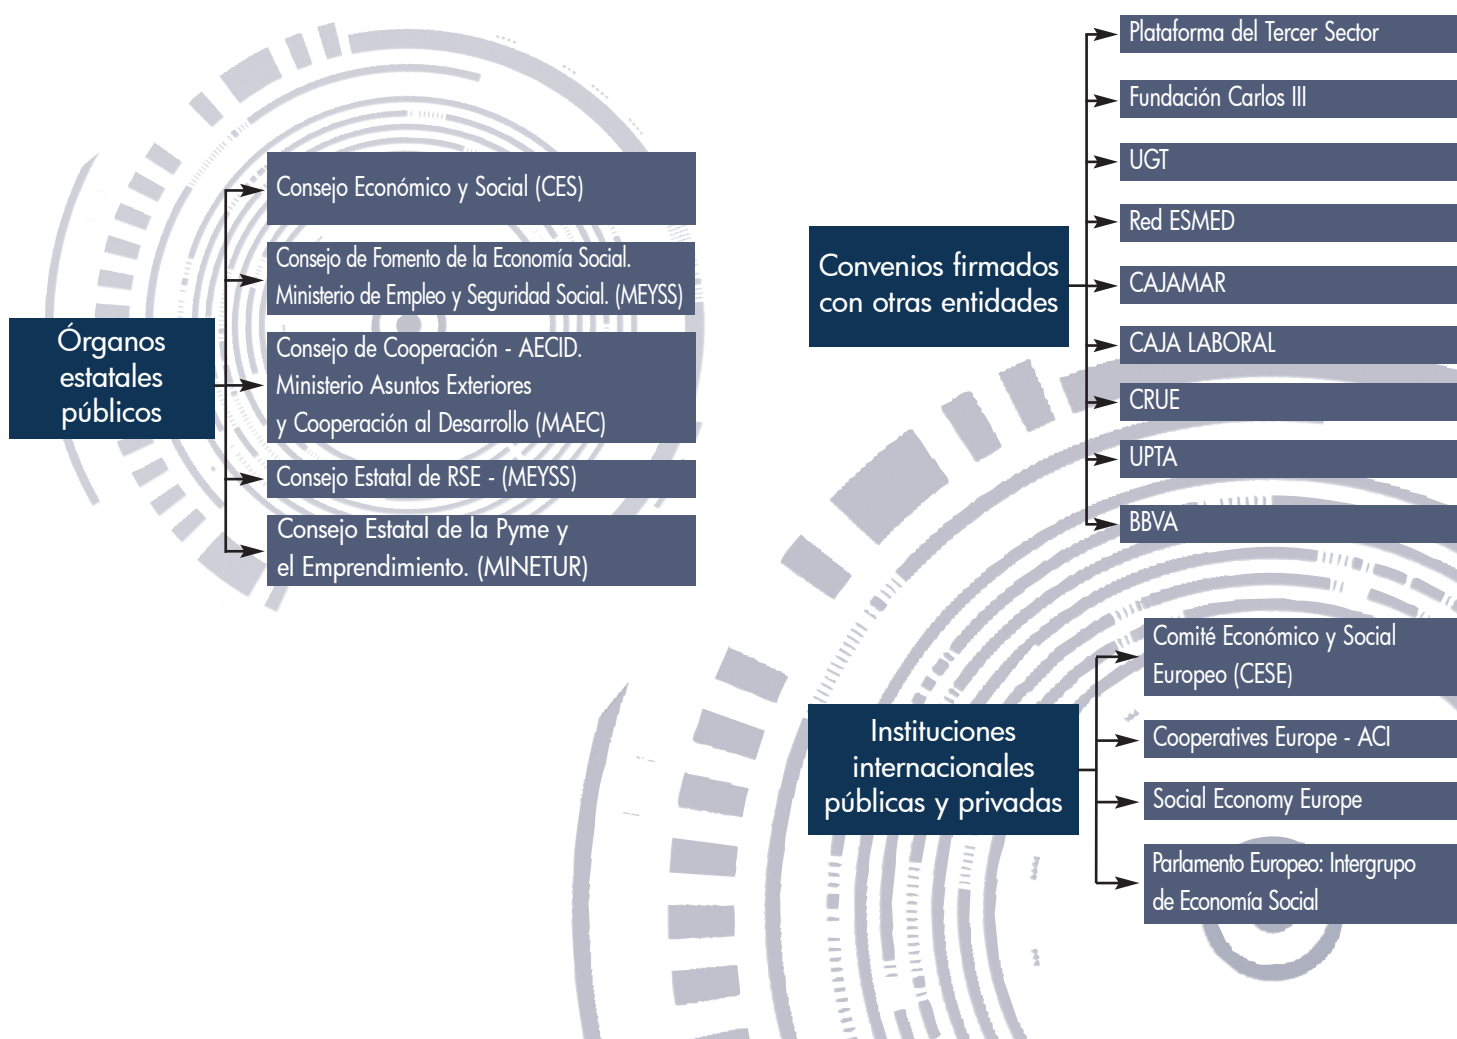 Órganos
estatales
públicos
Consejo Económico y Social (CES)
Consejo de Fomento de la Economía Social.
Ministerio de Empleo y Seguridad Social. (MEYSS)
Consejo de Cooperación - AECID.
Ministerio Asuntos Exteriores
y Cooperación al Desarrollo (MAEC)
Consejo Estatal de RSE - (MEYSS)
Consejo Estatal de la Pyme y
el Emprendimiento. (MINETUR)
Convenios firmados
con otras entidades
Plataforma del Tercer Sector
Fundación Carlos III
UGT
Red ESMED
CAJAMAR
CAJA LABORAL
CRUE
UPTA
BBVA
Instituciones
internacionales
públicas y privadas
Comité Económico y Social
Europeo (CESE)
Cooperatives Europe - ACI
Social Economy Europe
Parlamento Europeo: Intergrupo
de Economía Social